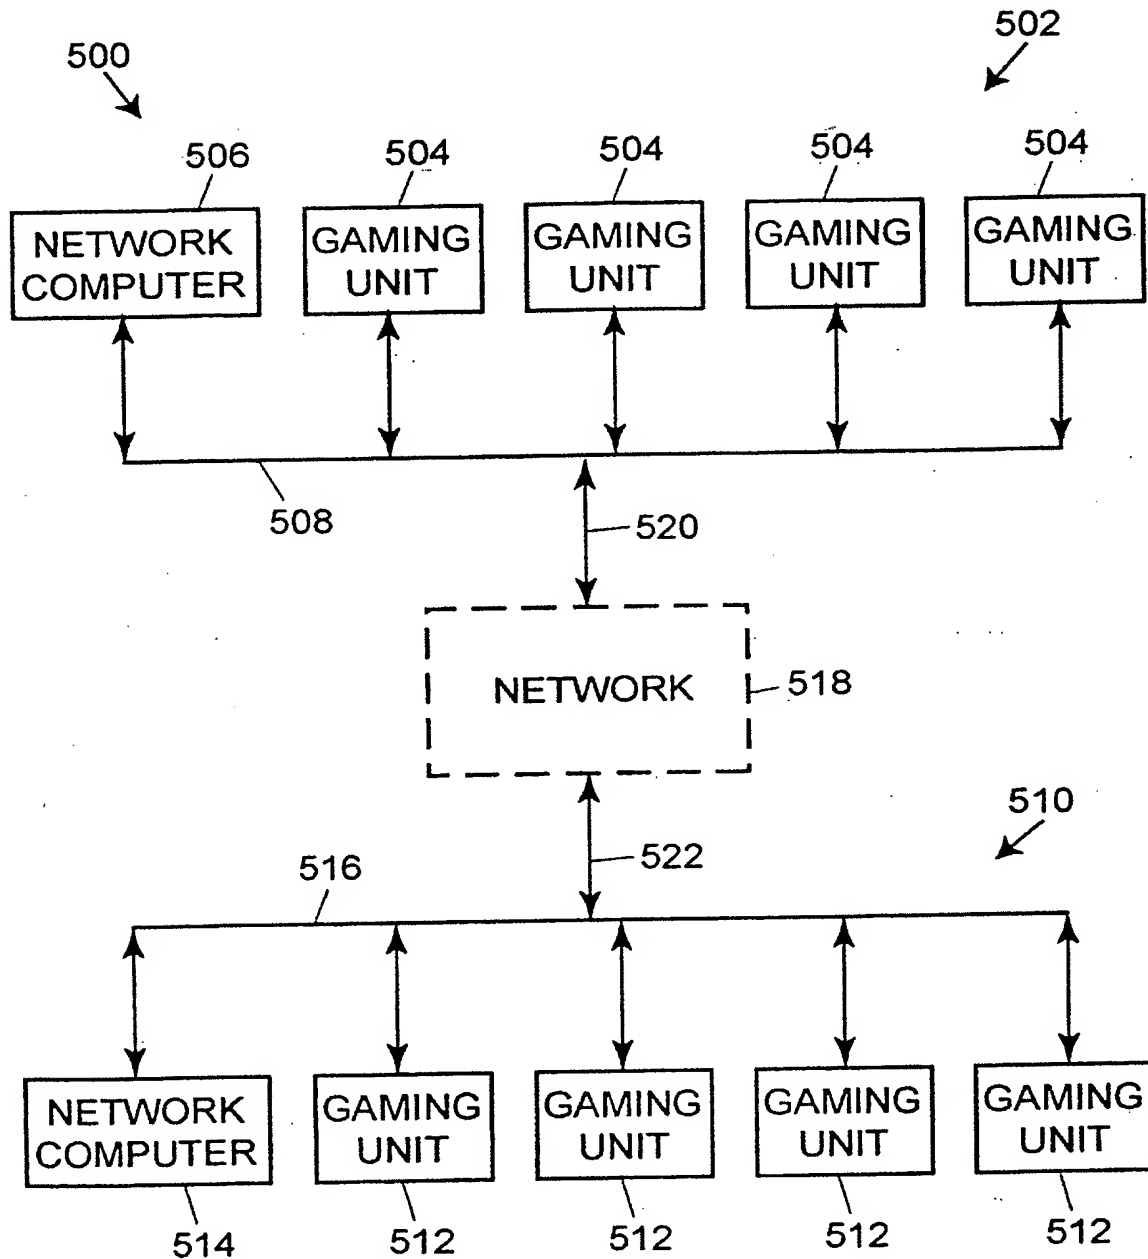 500
502
506
504
504
504
504
NETWORK
COMPUTER
GAMING
UNIT
GAMING
UNIT
GAMING
UNIT
GAMING
UNIT
508
520
NETWORK
518
510
522
516
NETWORK
COMPUTER
GAMING
UNIT
GAMING
UNIT
GAMING
UNIT
GAMING
UNIT
514
512
512
512
512